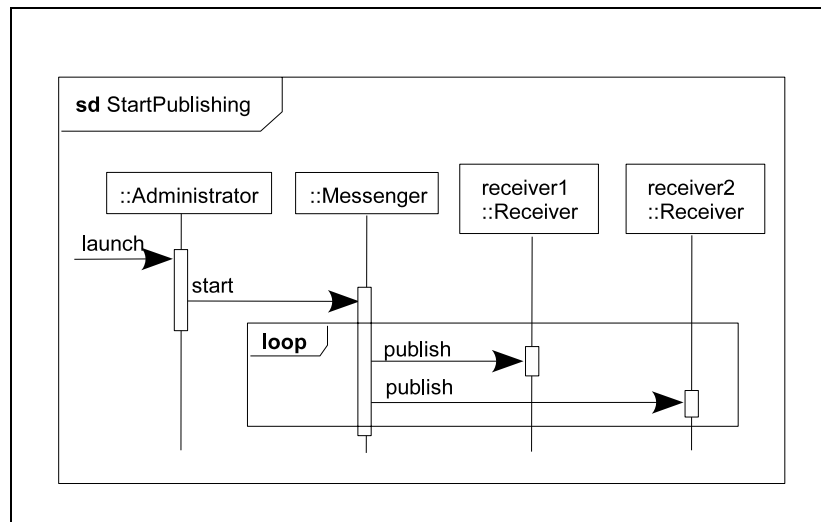 sd StartPublishing
::Administrator
::Messenger
receiver1
::Receiver
receiver2
::Receiver
launch
start
loop
publish
publish